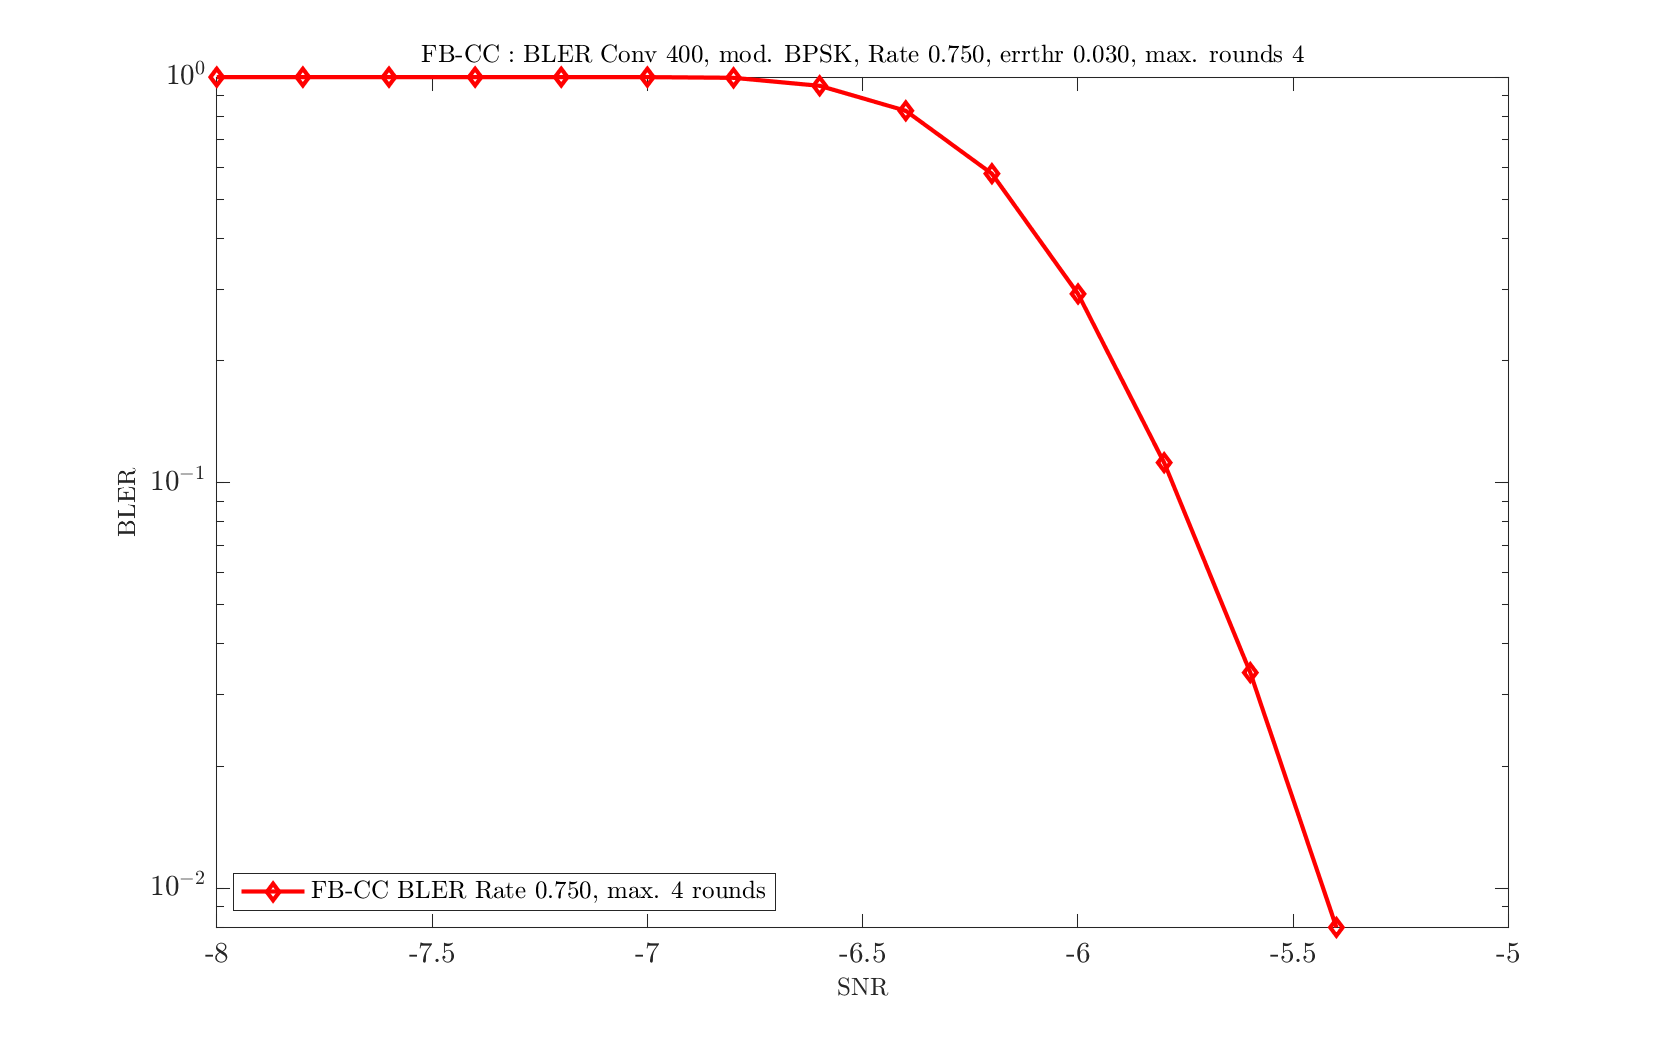 FB-CC : BLER Conv 400, mod. BPSK, Rate 0.750, errthr 0.030, max. rounds 4
10^0
10^-1
10^-2
BLER
FB-CC BLER Rate 0.750, max. 4 rounds
-8 -7.5 -7 -6.5 -6 -5.5 -5
SNR